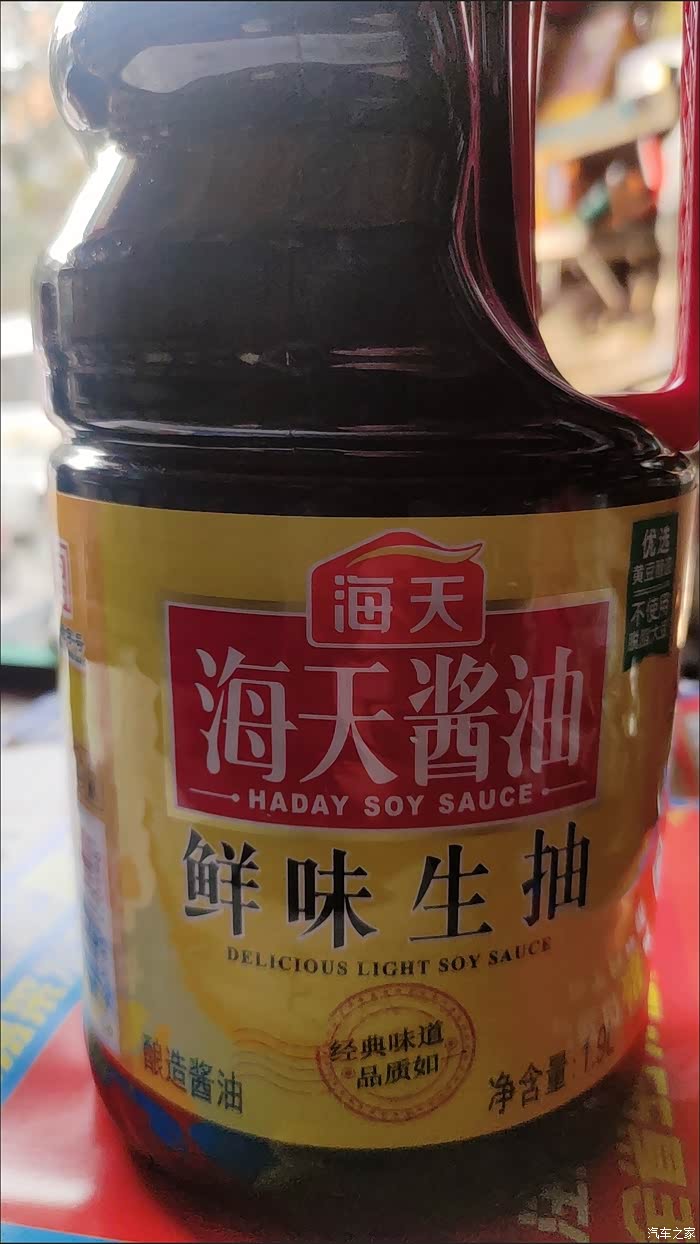 海天
海天酱油
HADAY SOY SAUCE
鲜味生抽
DELICIOUS LIGHT SOY SAUCE
经典味道
品质如
酿造酱油
净含量:1.9L
优选
不使用
汽车之家